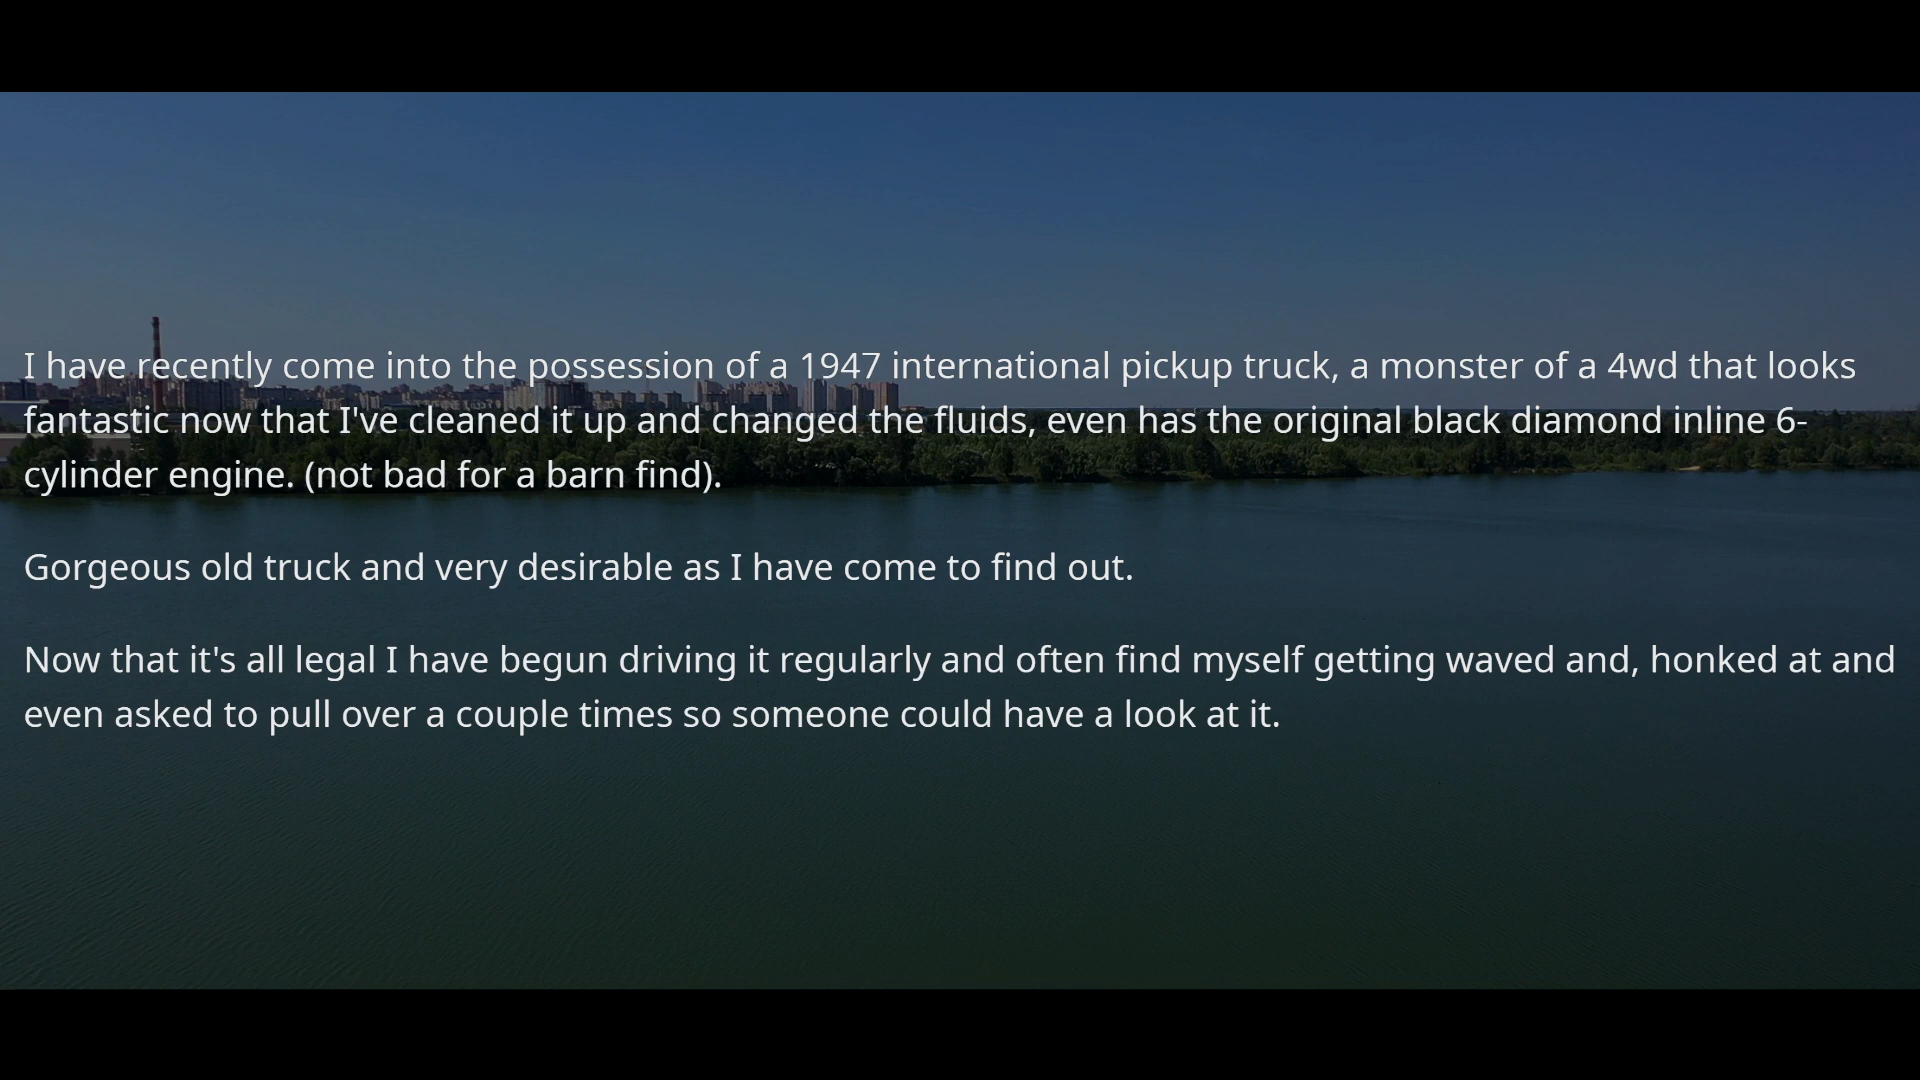 I have recently come into the possession of a 1947 international pickup truck, a monster of a 4wd that looks
fantastic now that I've cleaned it up and changed the fluids, even has the original black diamond inline 6-
cylinder engine. (not bad for a barn find).
Gorgeous old truck and very desirable as I have come to find out.
Now that it's all legal I have begun driving it regularly and often find myself getting waved and, honked at and
even asked to pull over a couple times so someone could have a look at it.